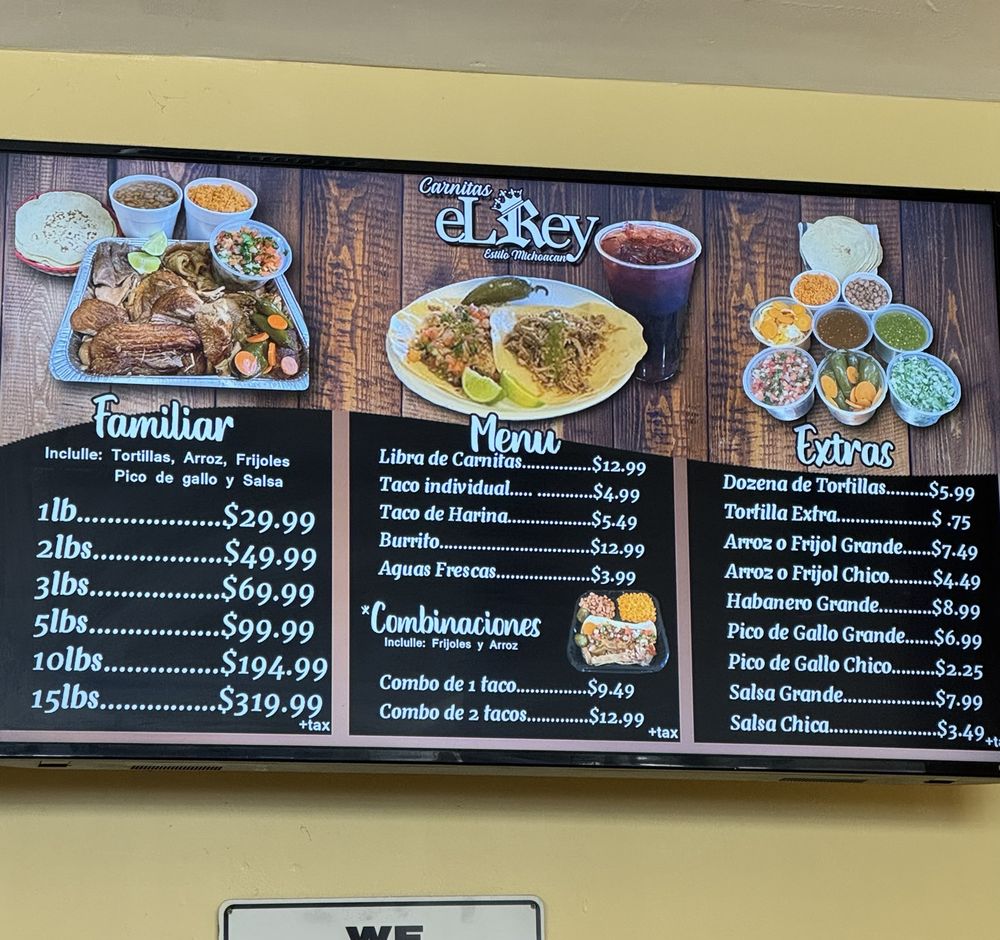 Carnitas
eL Rey
Estilo Michoacan
Familiar
Inclulle: Tortillas, Arroz, Frijoles
Pico de gallo y Salsa
1lb.....................$29.99
2lbs...................$49.99
3lbs...................$69.99
5lbs...................$99.99
10lbs................$194.99
15lbs.................$319.99
+tax
Menu
Libra de Carnitas..............$12.99
Taco individual..... ............$4.99
Taco de Harina.................$5.49
Burrito...............................$12.99
Aguas Frescas...................$3.99
*Combinaciones
Inclulle: Frijoles y Arroz
Combo de 1 taco...............$9.49
Combo de 2 tacos.............$12.99
+tax
Extras
Dozena de Tortillas.........$5.99
Tortilla Extra....................$ .75
Arroz o Frijol Grande......$7.49
Arroz o Frijol Chico.........$4.49
Habanero Grande...........$8.99
Pico de Gallo Grande......$6.99
Pico de Gallo Chico.........$2.25
Salsa Grande...................$7.99
Salsa Chica.......................$3.49
WE